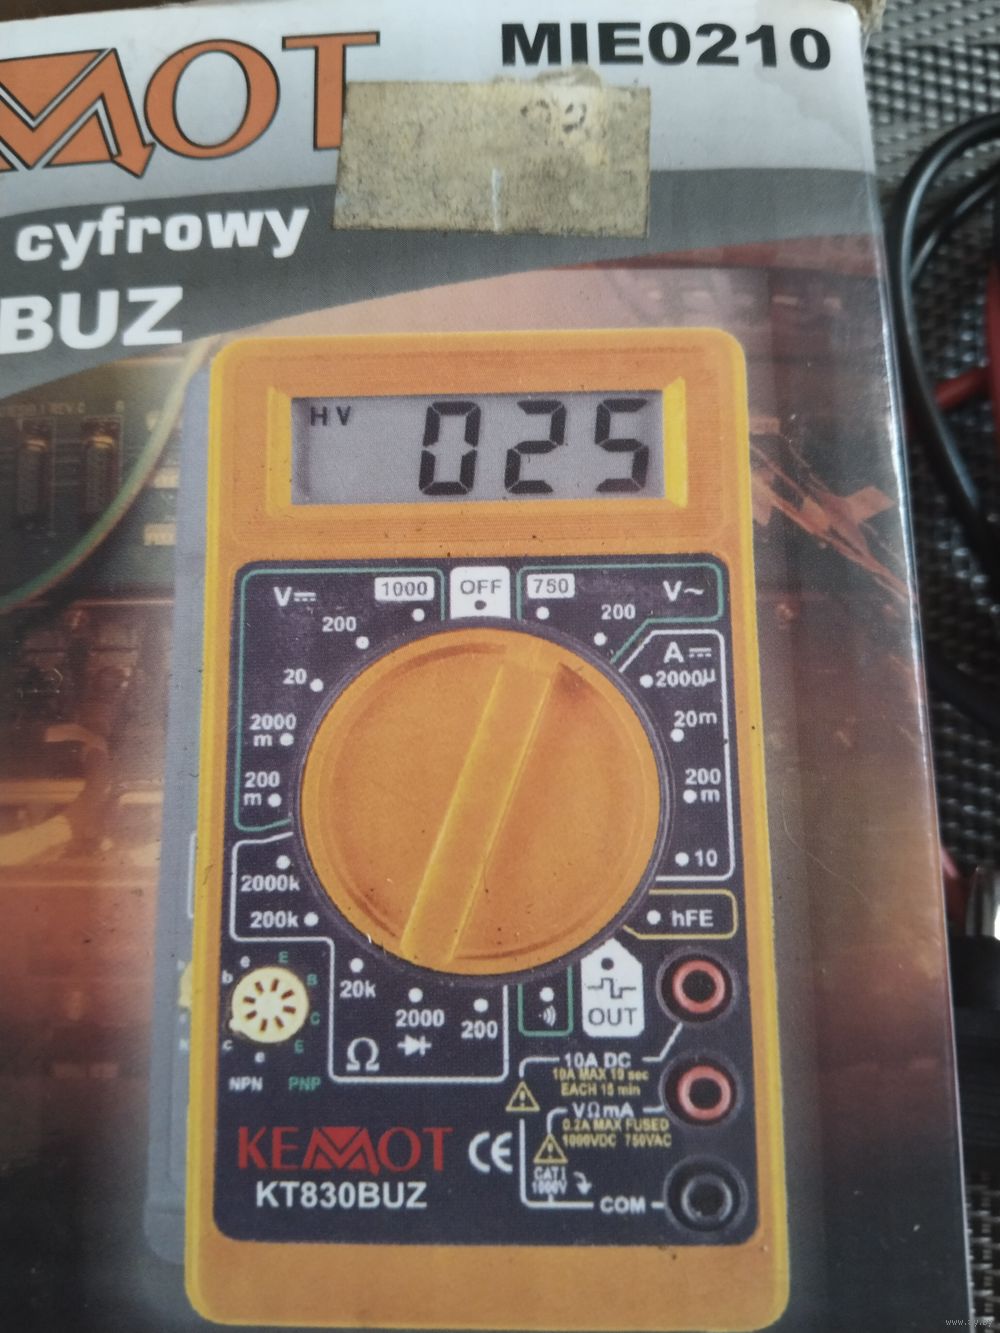 MIE0210
MOT
cyfrowy
BUZ
HV 025
V⎓ 1000 OFF 750 V~
200 200
20
A⎓
2000µ
2000
m
20m
200
m
200
m
10
2000k
200k
hFE
20k
2000
200
Ω
OUT
e E
b B
C
c E
e
NPN PNP
10A DC
10A MAX 10 sec
EACH 15 min
VΩmA
0.2A MAX FUSED
1000VDC 750VAC
CAT I
1000V
COM
KEMOT CE
KT830BUZ